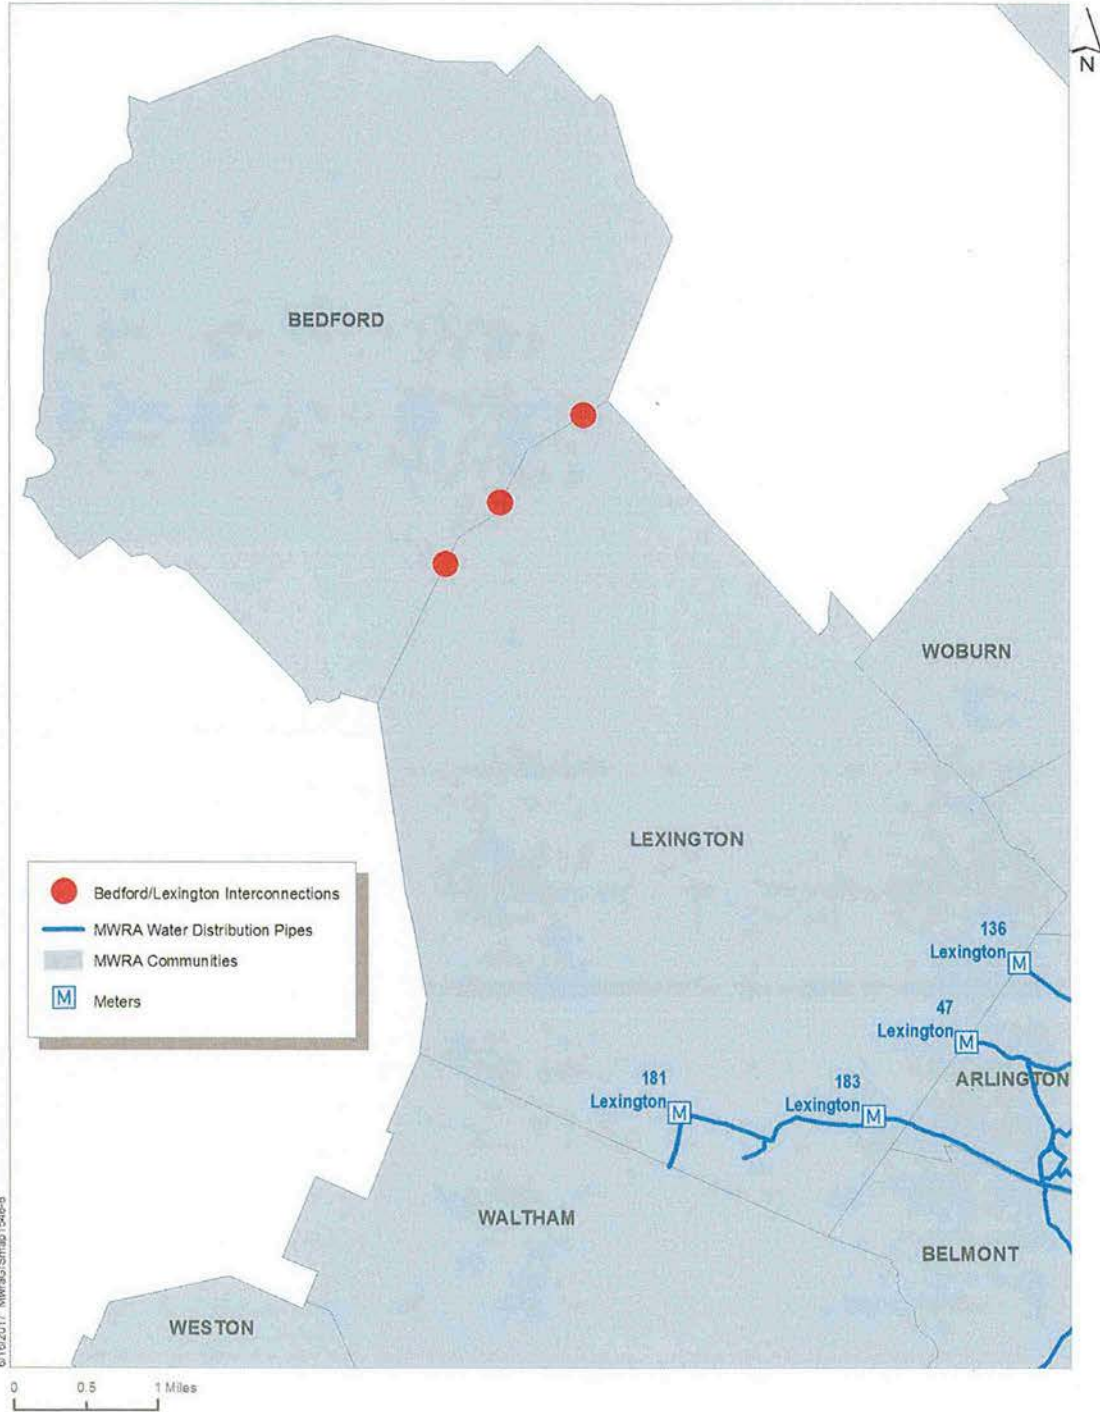 N
BEDFORD
WOBURN
LEXINGTON
Bedford/Lexington Interconnections
MWRA Water Distribution Pipes
MWRA Communities
M Meters
136
Lexington M
47
Lexington M
ARLINGTON
181
Lexington M
183
Lexington M
WALTHAM
BELMONT
WESTON
0 0.5 1 Miles